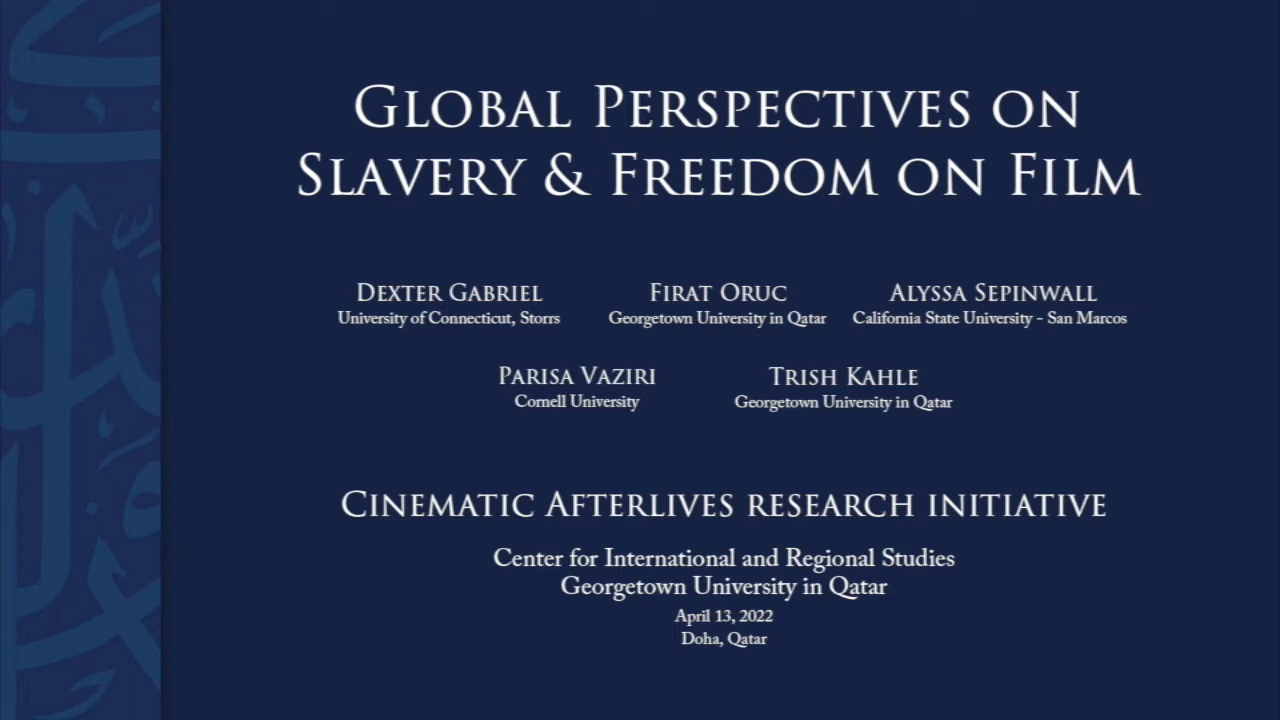 Global Perspectives on
Slavery & Freedom on Film
Dexter Gabriel
University of Connecticut, Storrs
Firat Oruc
Georgetown University in Qatar
Alyssa Sepinwall
California State University - San Marcos
Parisa Vaziri
Cornell University
Trish Kahle
Georgetown University in Qatar
Cinematic Afterlives research initiative
Center for International and Regional Studies
Georgetown University in Qatar
April 13, 2022
Doha, Qatar